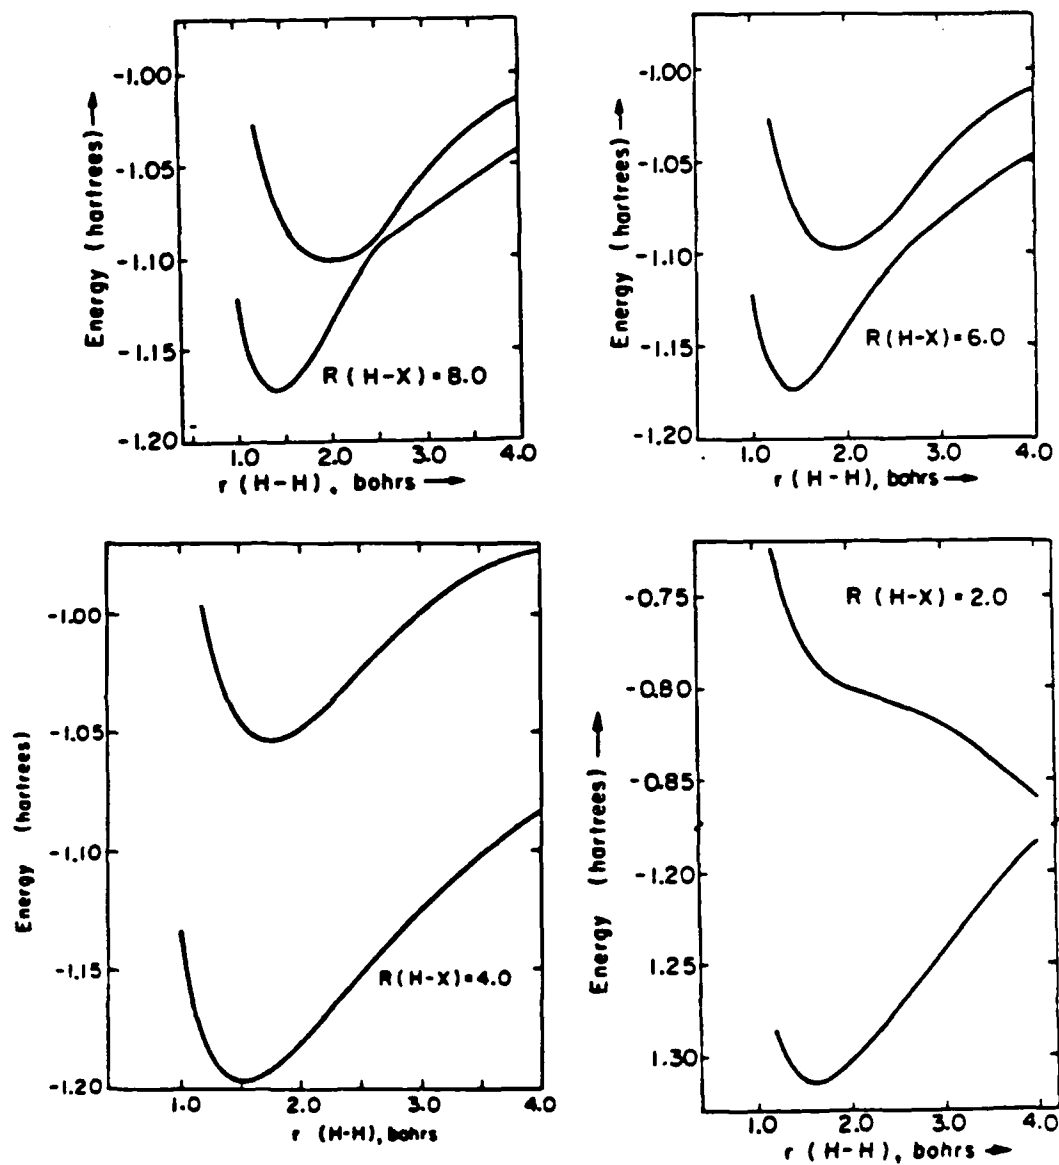 Energy (hartrees)
-1.00
-1.05
-1.10
-1.15
-1.20
R (H-X) = 8.0
1.0 2.0 3.0 4.0
r (H-H), bohrs
Energy (hartrees)
-1.00
-1.05
-1.10
-1.15
-1.20
R (H-X) = 6.0
1.0 2.0 3.0 4.0
r (H-H), bohrs
Energy (hartrees)
-1.00
-1.05
-1.10
-1.15
-1.20
R (H-X) = 4.0
1.0 2.0 3.0 4.0
r (H-H), bohrs
Energy (hartrees)
-0.75
-0.80
-0.85
-1.20
1.25
1.30
R (H-X) = 2.0
1.0 2.0 3.0 4.0
r (H-H), bohrs